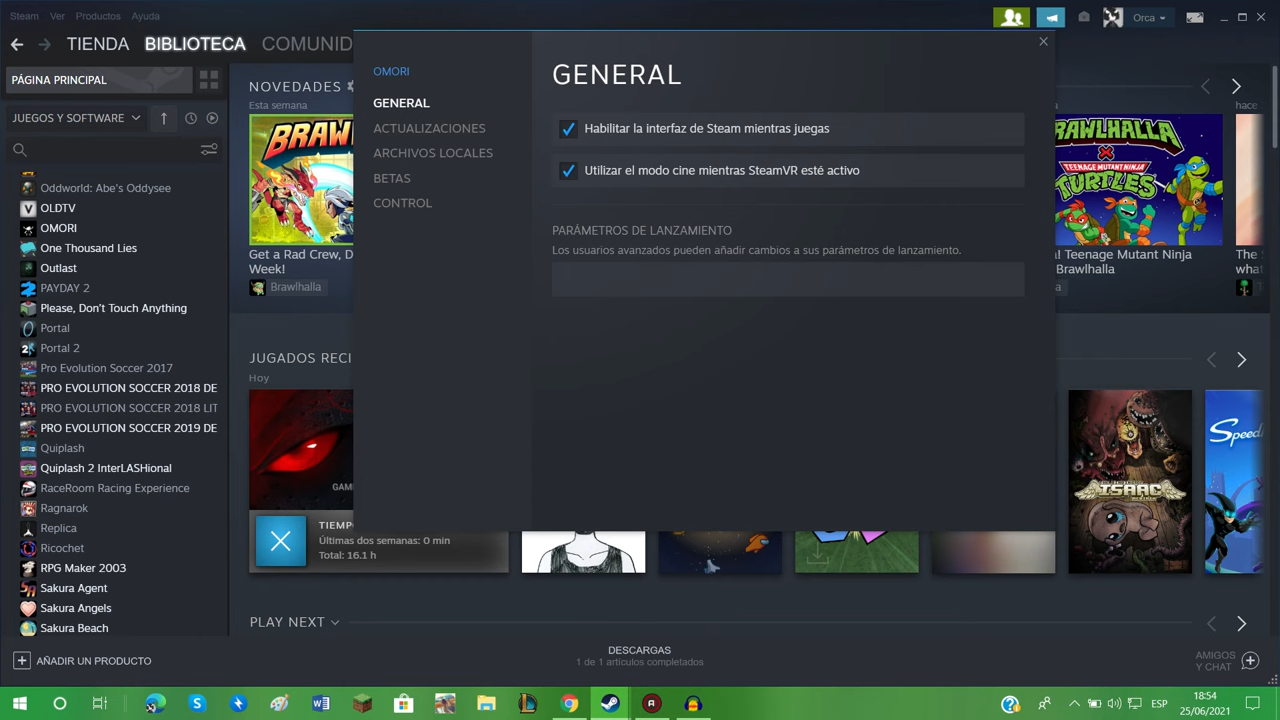 Steam Ver Productos Ayuda
Orca
TIENDA BIBLIOTECA COMUNID
PÁGINA PRINCIPAL
JUEGOS Y SOFTWARE
Oddworld: Abe's Oddysee
OLDTV
OMORI
One Thousand Lies
Outlast
PAYDAY 2
Please, Don't Touch Anything
Portal
Portal 2
Pro Evolution Soccer 2017
PRO EVOLUTION SOCCER 2018 DE
PRO EVOLUTION SOCCER 2018 LIT
PRO EVOLUTION SOCCER 2019 DE
Quiplash
Quiplash 2 InterLASHional
RaceRoom Racing Experience
Ragnarok
Replica
Ricochet
RPG Maker 2003
Sakura Agent
Sakura Angels
Sakura Beach
AÑADIR UN PRODUCTO
NOVEDADES
Esta semana
BRAW
Get a Rad Crew, D
Week!
Brawlhalla
JUGADOS RECI
Hoy
GAM
TIEMP
Últimas dos semanas: 0 min
Total: 16.1 h
PLAY NEXT
OMORI
GENERAL
ACTUALIZACIONES
ARCHIVOS LOCALES
BETAS
CONTROL
GENERAL
Habilitar la interfaz de Steam mientras juegas
Utilizar el modo cine mientras SteamVR esté activo
PARÁMETROS DE LANZAMIENTO
Los usuarios avanzados pueden añadir cambios a sus parámetros de lanzamiento.
hace
RAWLHALLA
X
TEENAGE MUTANT NINJA
TURTLES
a! Teenage Mutant Ninja
Brawlhalla
The S
what
ISAAC
Speed
DESCARGAS
1 de 1 artículos completados
AMIGOS
Y CHAT
ESP
18:54
25/06/2021